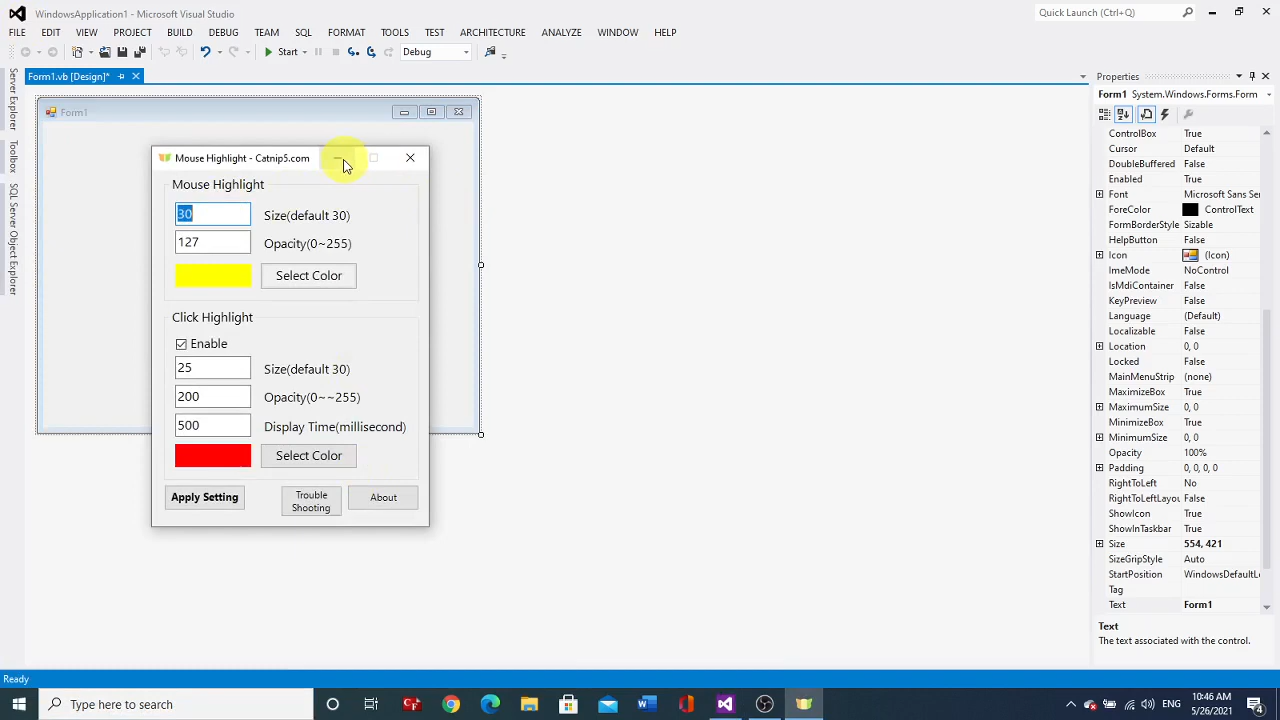 WindowsApplication1 - Microsoft Visual Studio
Quick Launch (Ctrl+Q)
FILE EDIT VIEW PROJECT BUILD DEBUG TEAM SQL FORMAT TOOLS TEST ARCHITECTURE ANALYZE WINDOW HELP
Start Debug
Form1.vb [Design]*
Server Explorer
Toolbox
SQL Server Object Explorer
Form1
Mouse Highlight - Catnip5.com
Mouse Highlight
30 Size(default 30)
127 Opacity(0~255)
Select Color
Click Highlight
Enable
25 Size(default 30)
200 Opacity(0~~255)
500 Display Time(millisecond)
Select Color
Apply Setting
Trouble
Shooting
About
Properties
Form1 System.Windows.Forms.Form
ControlBox True
Cursor Default
DoubleBuffered False
Enabled True
Font Microsoft Sans Se
ForeColor ControlText
FormBorderStyle Sizable
HelpButton False
Icon (Icon)
ImeMode NoControl
IsMdiContainer False
KeyPreview False
Language (Default)
Localizable False
Location 0, 0
Locked False
MainMenuStrip (none)
MaximizeBox True
MaximumSize 0, 0
MinimizeBox True
MinimumSize 0, 0
Opacity 100%
Padding 0, 0, 0, 0
RightToLeft No
RightToLeftLayou False
ShowIcon True
ShowInTaskbar True
Size 554, 421
SizeGripStyle Auto
StartPosition WindowsDefaultL
Tag
Text Form1
Text
The text associated with the control.
Ready
Type here to search
ENG
10:46 AM
5/26/2021
4